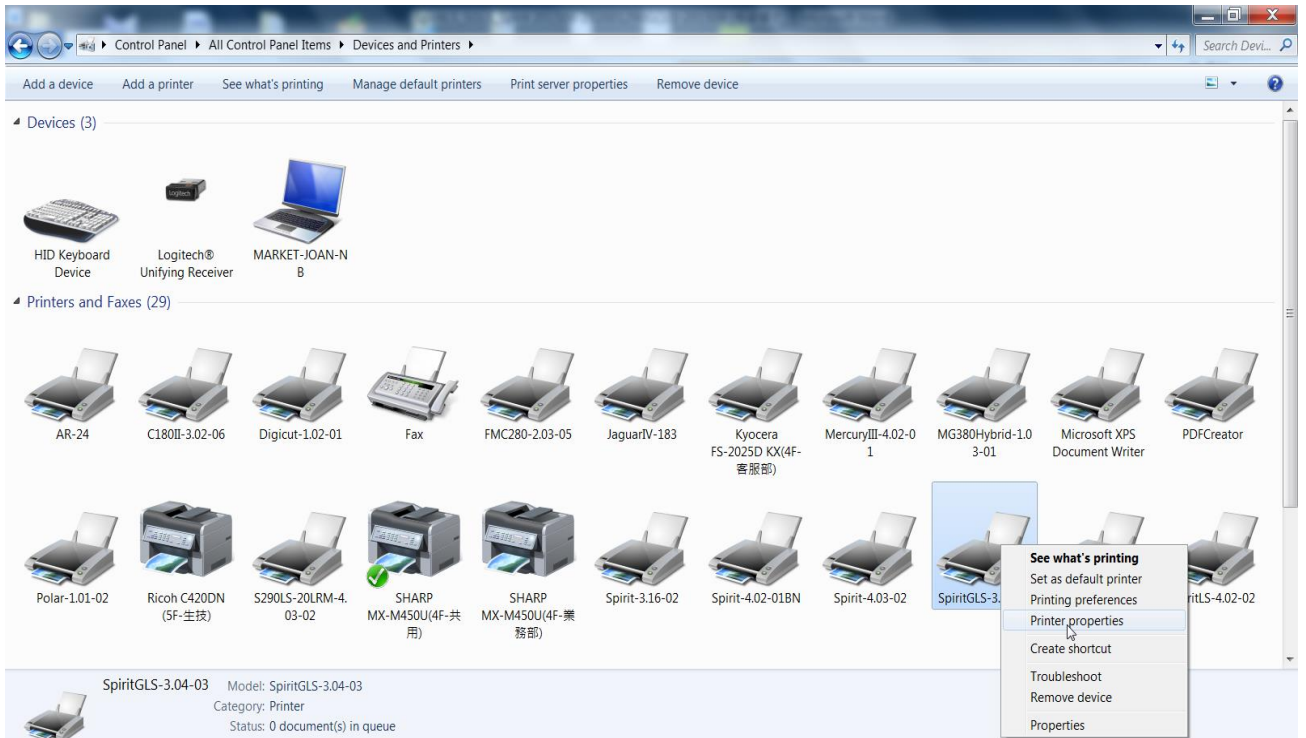 Control Panel ▸ All Control Panel Items ▸ Devices and Printers ▸
Search Devi...
Add a device Add a printer See what's printing Manage default printers Print server properties Remove device
Devices (3)
HID Keyboard
Device
Logitech®
Unifying Receiver
MARKET-JOAN-N
B
Printers and Faxes (29)
AR-24
C180II-3.02-06
Digicut-1.02-01
Fax
FMC280-2.03-05
JaguarIV-183
Kyocera
FS-2025D KX(4F-
客服部)
MercuryIII-4.02-0
1
MG380Hybrid-1.0
3-01
Microsoft XPS
Document Writer
PDFCreator
Polar-1.01-02
Ricoh C420DN
(5F-生技)
S290LS-20LRM-4.
03-02
SHARP
MX-M450U(4F-共
用)
SHARP
MX-M450U(4F-業
務部)
Spirit-3.16-02
Spirit-4.02-01BN
Spirit-4.03-02
SpiritGLS-3.
ritLS-4.02-02
See what's printing
Set as default printer
Printing preferences
Printer properties
Create shortcut
Troubleshoot
Remove device
Properties
SpiritGLS-3.04-03 Model: SpiritGLS-3.04-03
Category: Printer
Status: 0 document(s) in queue